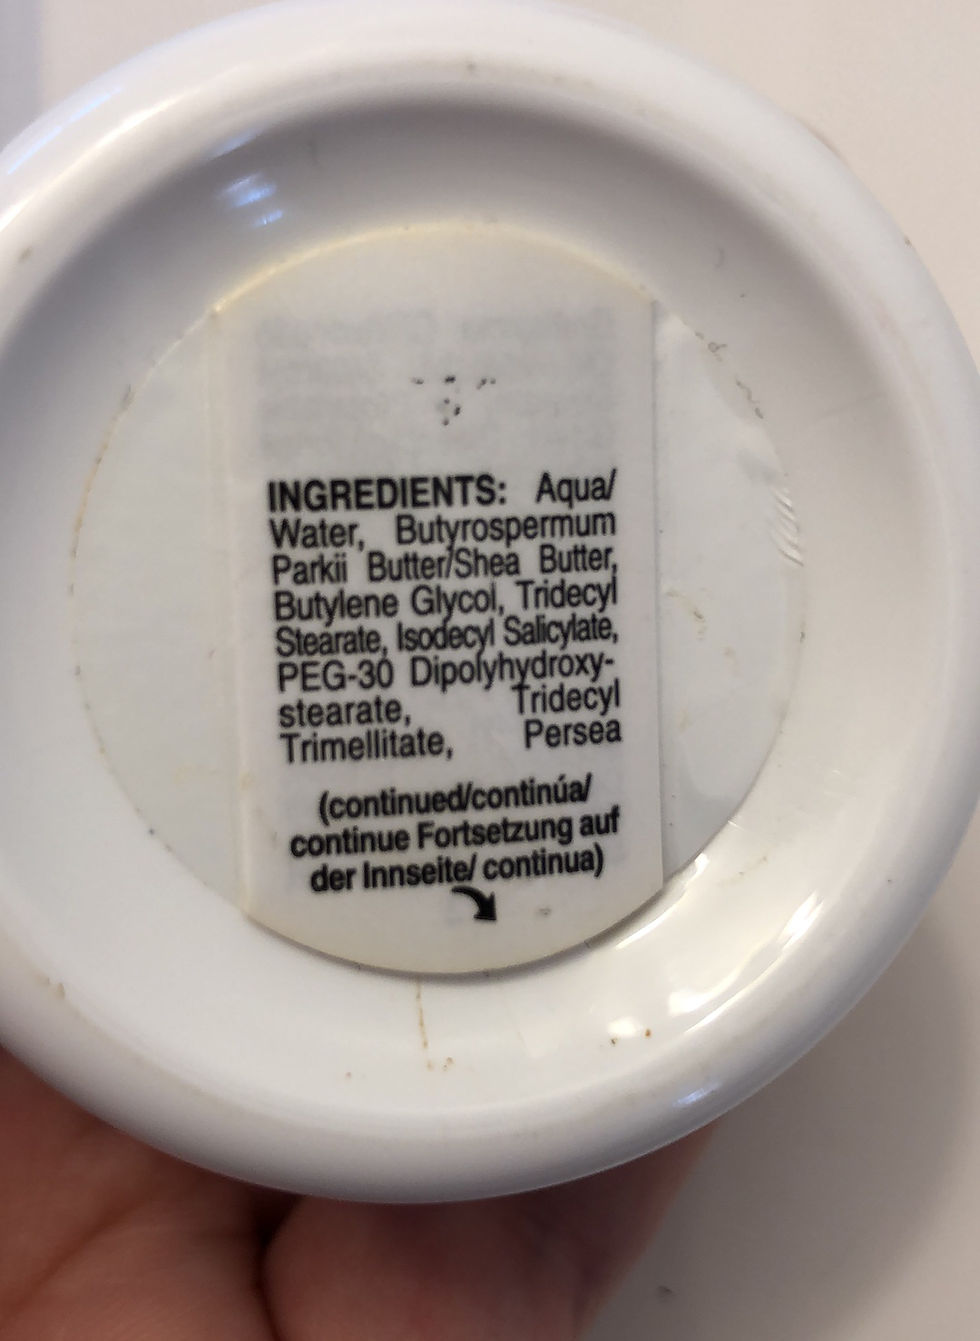 INGREDIENTS: Aqua/
Water, Butyrospermum
Parkii Butter/Shea Butter,
Butylene Glycol, Tridecyl
Stearate, Isodecyl Salicylate,
PEG-30 Dipolyhydroxy-
stearate, Tridecyl
Trimellitate, Persea
(continued/continúa/
continue Fortsetzung auf
der Innseite/ continua)